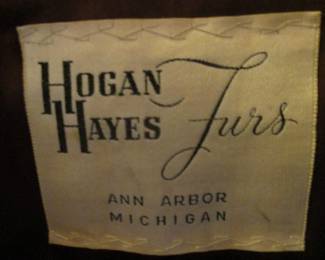 HOGAN
HAYES Furs
ANN ARBOR
MICHIGAN